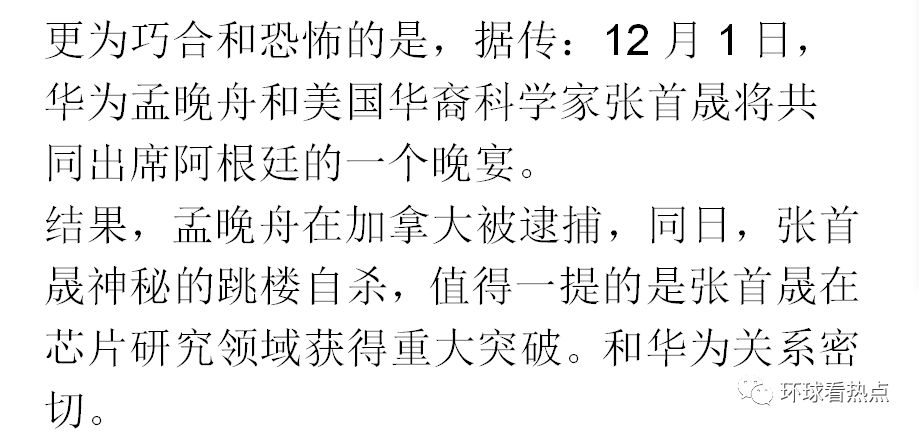 更为巧合和恐怖的是，据传：12 月 1 日，
华为孟晚舟和美国华裔科学家张首晟将共
同出席阿根廷的一个晚宴。
结果，孟晚舟在加拿大被逮捕，同日，张首
晟神秘的跳楼自杀，值得一提的是张首晟在
芯片研究领域获得重大突破。和华为关系密
切。
环球看热点